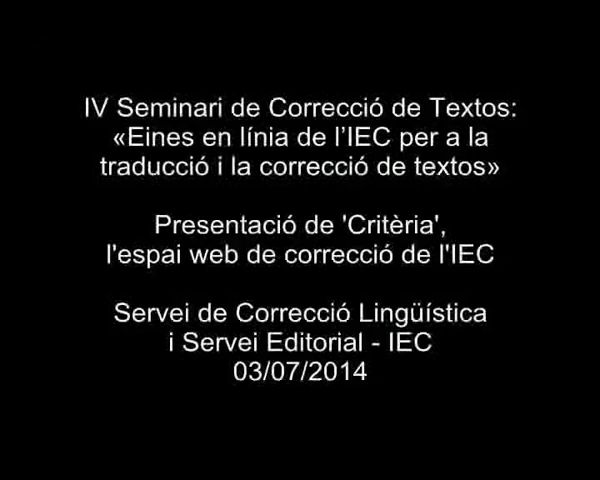 IV Seminari de Correcció de Textos:
«Eines en línia de l’IEC per a la
traducció i la correcció de textos»
Presentació de 'Critèria',
l'espai web de correcció de l'IEC
Servei de Correcció Lingüística
i Servei Editorial - IEC
03/07/2014